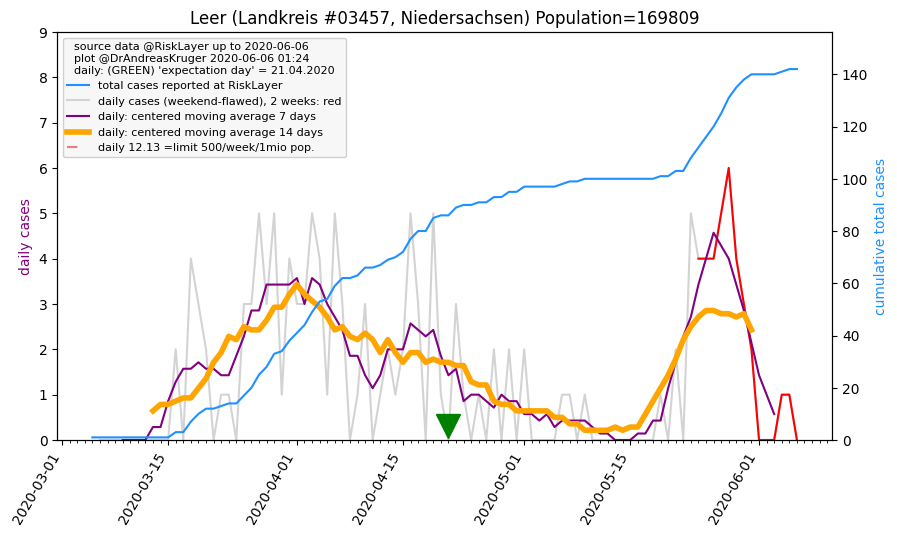 Leer (Landkreis #03457, Niedersachsen) Population=169809
source data @RiskLayer up to 2020-06-06
plot @DrAndreasKruger 2020-06-06 01:24
daily: (GREEN) 'expectation day' = 21.04.2020
total cases reported at RiskLayer
daily cases (weekend-flawed), 2 weeks: red
daily: centered moving average 7 days
daily: centered moving average 14 days
daily 12.13 =limit 500/week/1mio pop.
daily cases
9
8
7
6
5
4
3
2
1
0
cumulative total cases
140
120
100
80
60
40
20
0
2020-03-01
2020-03-15
2020-04-01
2020-04-15
2020-05-01
2020-05-15
2020-06-01